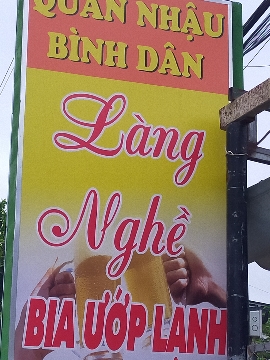 QUÁN NHẬU
BÌNH DÂN
Làng
Nghề
BIA ƯỚP LẠNH